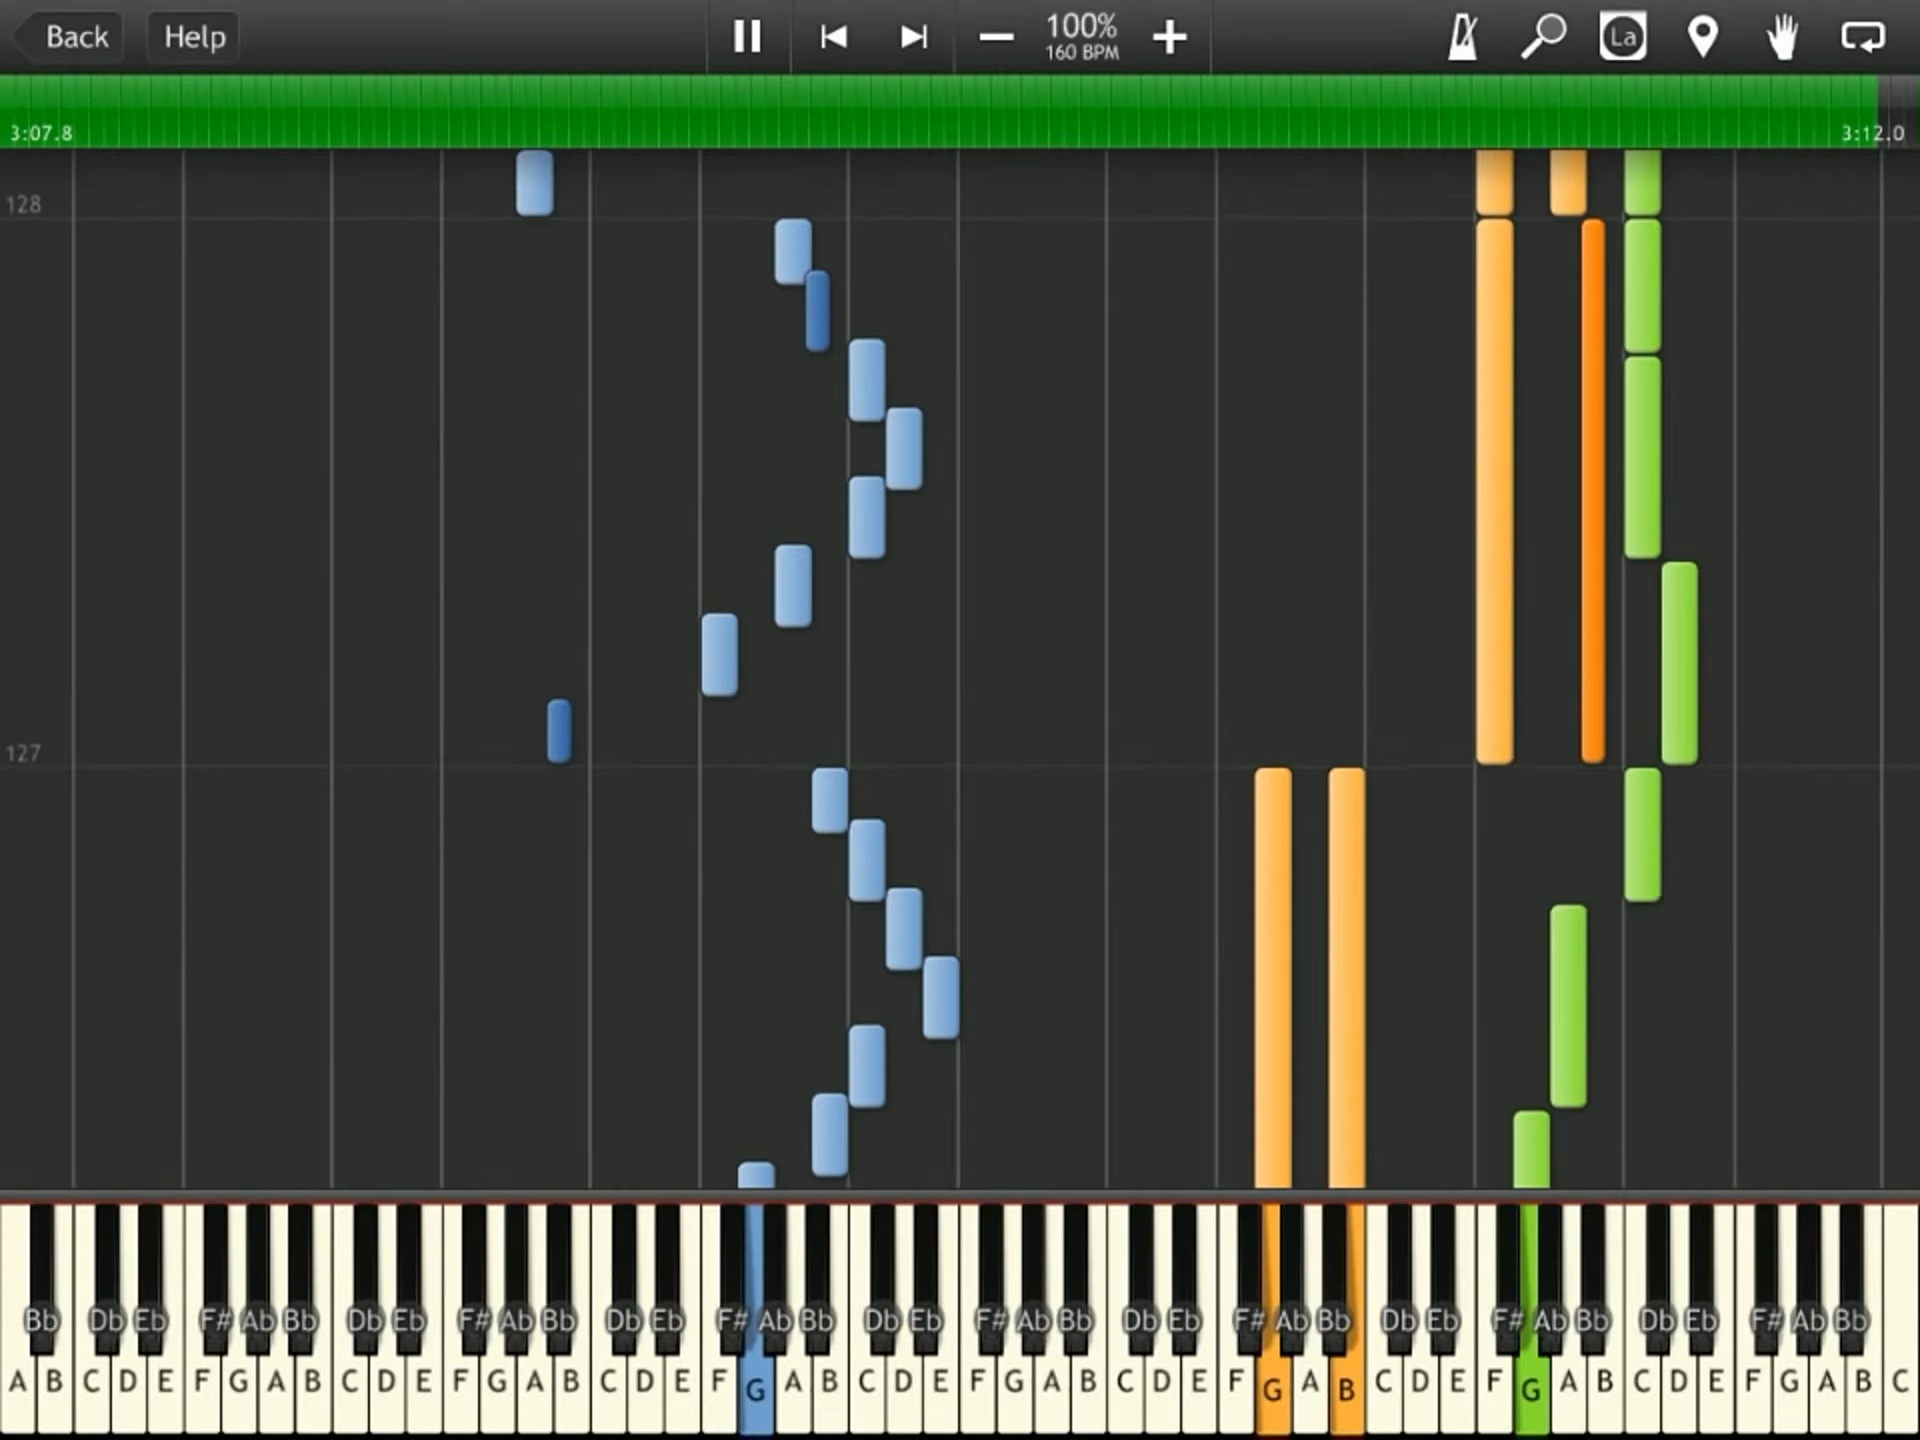 Back Help 100% La
160 BPM
3:07.8 3:12.0
128
127
Bb Db Eb F# Ab Bb Db Eb F# Ab Bb Db Eb F# Ab Bb Db Eb F# Ab Bb Db Eb F# Ab Bb Db Eb F# Ab Bb Db Eb F# Ab Bb
A B C D E F G A B C D E F G A B C D E F G A B C D E F G A B C D E F G A B C D E F G A B C D E F G A B C